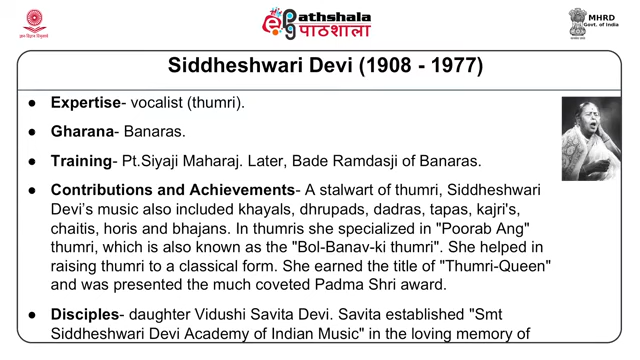 Pathshala
पाठशाला
MHRD
Govt. of India
Siddheshwari Devi (1908 - 1977)
● Expertise- vocalist (thumri).
● Gharana- Banaras.
● Training- Pt.Siyaji Maharaj. Later, Bade Ramdasji of Banaras.
● Contributions and Achievements- A stalwart of thumri, Siddheshwari
Devi's music also included khayals, dhrupads, dadras, tapas, kajri's,
chaitis, horis and bhajans. In thumris she specialized in "Poorab Ang"
thumri, which is also known as the "Bol-Banav-ki thumri". She helped in
raising thumri to a classical form. She earned the title of "Thumri-Queen"
and was presented the much coveted Padma Shri award.
● Disciples- daughter Vidushi Savita Devi. Savita established "Smt
Siddheshwari Devi Academy of Indian Music" in the loving memory of